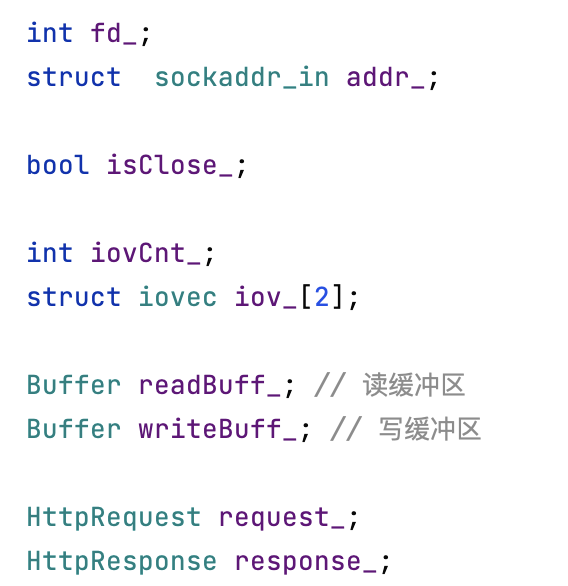 int fd_;
struct  sockaddr_in addr_;
bool isClose_;
int iovCnt_;
struct iovec iov_[2];
Buffer readBuff_; // 读缓冲区
Buffer writeBuff_; // 写缓冲区
HttpRequest request_;
HttpResponse response_;